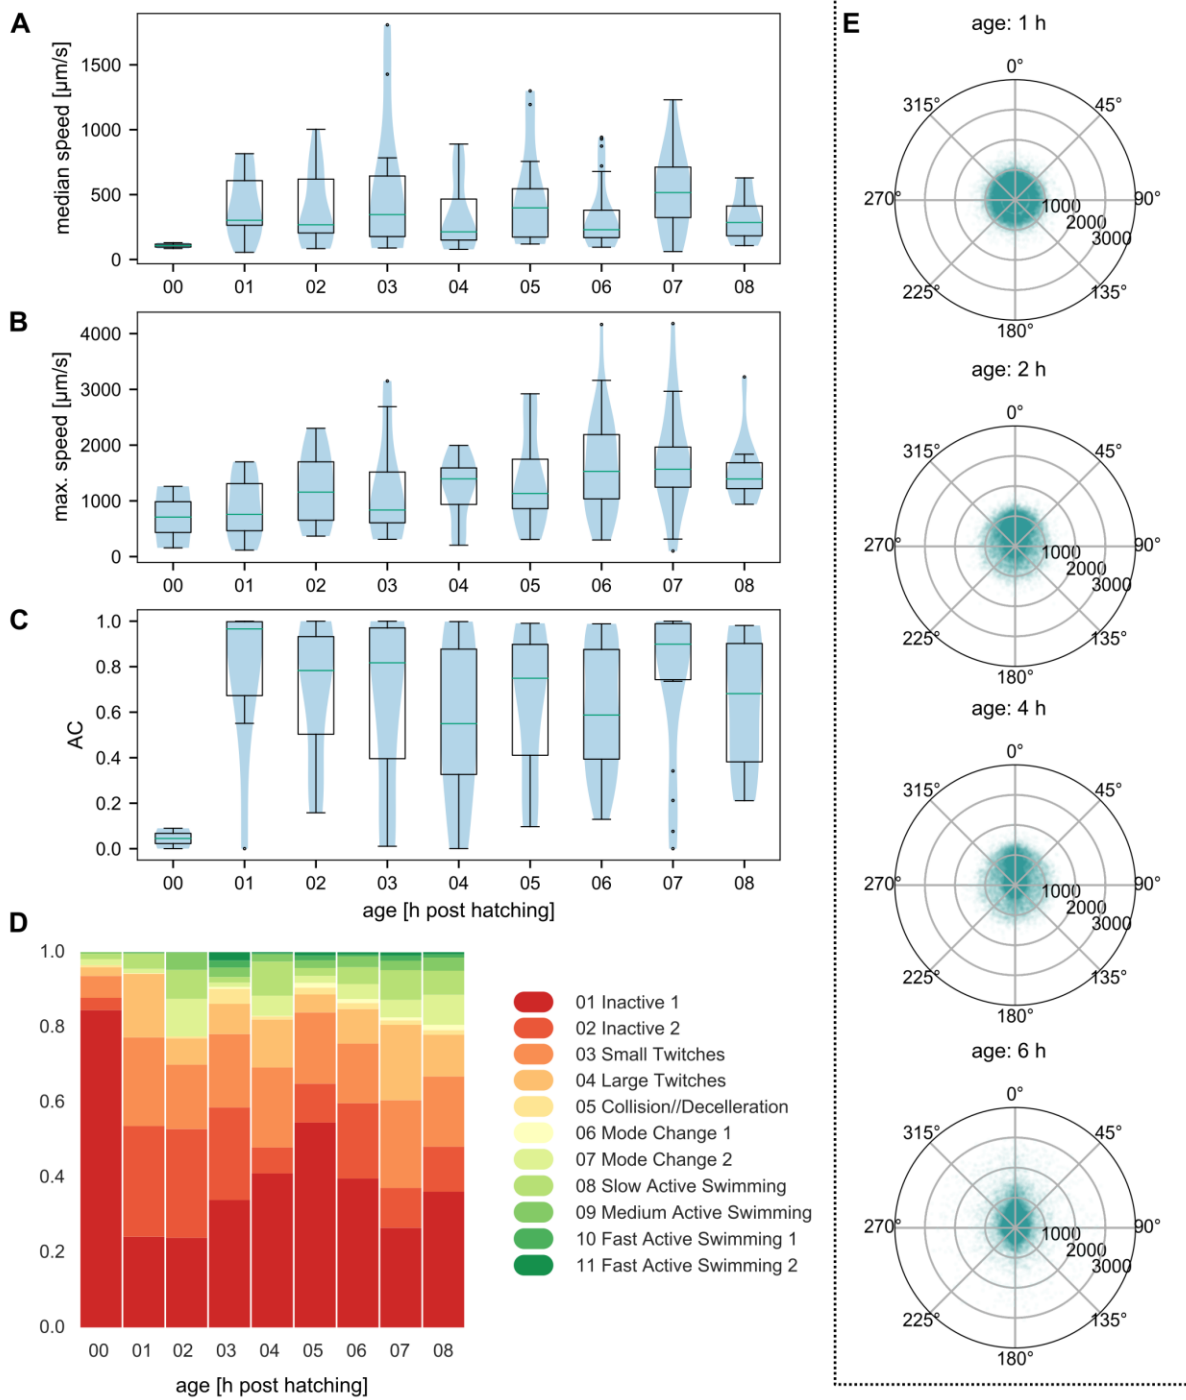 A
median speed [µm/s]
1500
1000
500
0
00 01 02 03 04 05 06 07 08
B
max. speed [µm/s]
4000
3000
2000
1000
0
00 01 02 03 04 05 06 07 08
C
AC
1.0
0.8
0.6
0.4
0.2
0.0
00 01 02 03 04 05 06 07 08
age [h post hatching]
D
1.0
0.8
0.6
0.4
0.2
0.0
00 01 02 03 04 05 06 07 08
age [h post hatching]
01 Inactive 1
02 Inactive 2
03 Small Twitches
04 Large Twitches
05 Collision//Decelleration
06 Mode Change 1
07 Mode Change 2
08 Slow Active Swimming
09 Medium Active Swimming
10 Fast Active Swimming 1
11 Fast Active Swimming 2
E
age: 1 h
0°
315° 45°
270° 90°
1000
2000
3000
225° 135°
180°
age: 2 h
0°
315° 45°
270° 90°
1000
2000
3000
225° 135°
180°
age: 4 h
0°
315° 45°
270° 90°
1000
2000
3000
225° 135°
180°
age: 6 h
0°
315° 45°
270° 90°
1000
2000
3000
225° 135°
180°